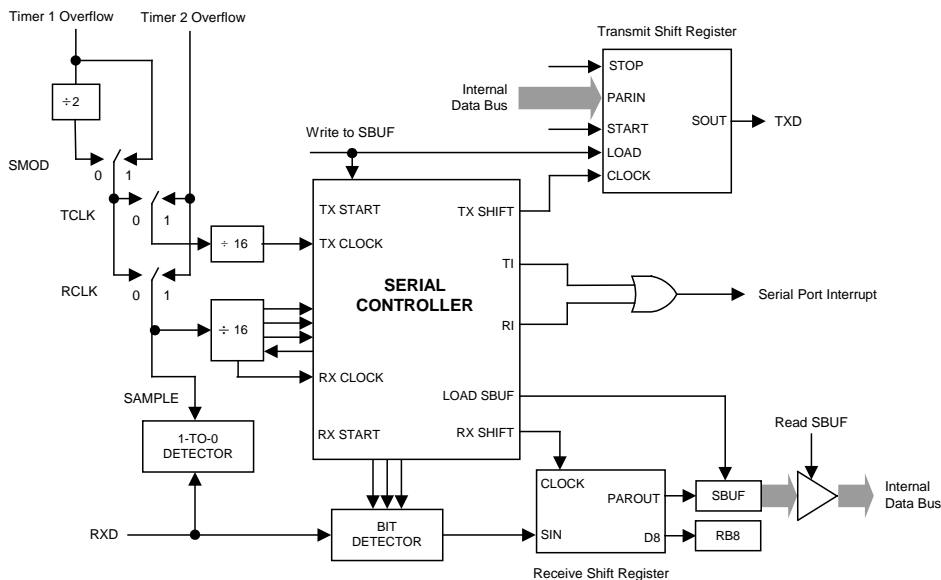 Timer 1 Overflow
Timer 2 Overflow
÷2
SMOD
0 1
TCLK
0 1
÷ 16
RCLK
0 1
÷ 16
SAMPLE
1-TO-0
DETECTOR
RXD
Write to SBUF
TX START
TX CLOCK
SERIAL
CONTROLLER
RX CLOCK
RX START
TX SHIFT
TI
RI
LOAD SBUF
RX SHIFT
BIT
DETECTOR
Transmit Shift Register
Internal
Data Bus
STOP
PARIN
START
LOAD
CLOCK
SOUT
TXD
Serial Port Interrupt
CLOCK
PAROUT
SIN
D8
Receive Shift Register
SBUF
RB8
Read SBUF
Internal
Data Bus